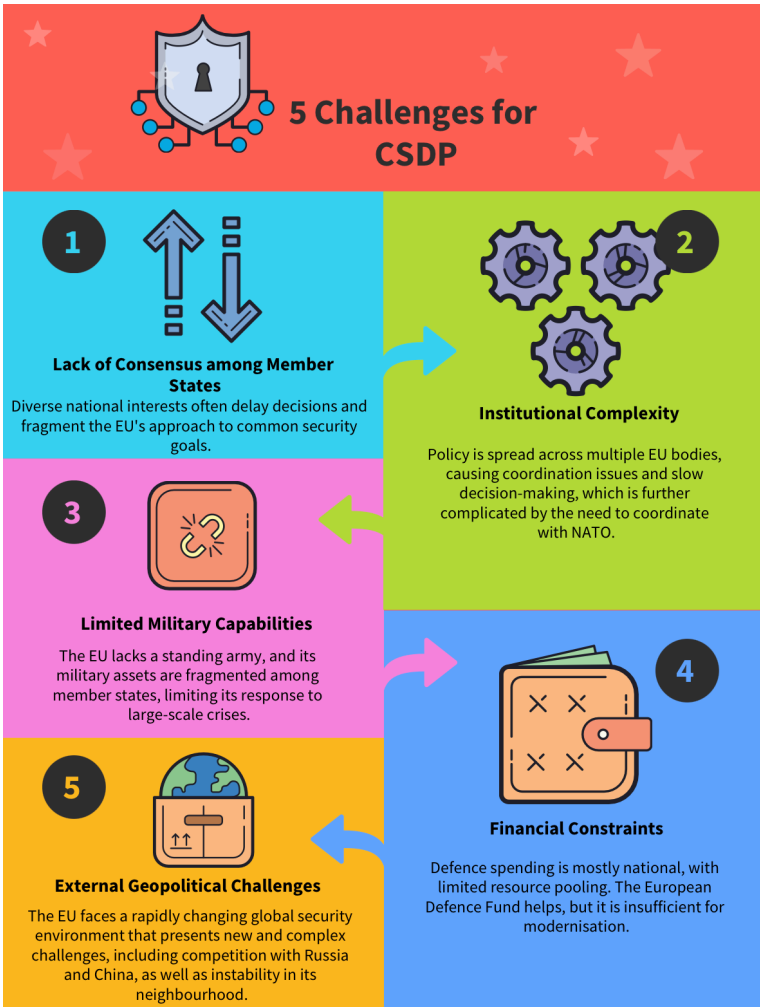 5 Challenges for
CSDP
1
Lack of Consensus among Member
States
Diverse national interests often delay decisions and
fragment the EU's approach to common security
goals.
2
Institutional Complexity
Policy is spread across multiple EU bodies,
causing coordination issues and slow
decision-making, which is further
complicated by the need to coordinate
with NATO.
3
Limited Military Capabilities
The EU lacks a standing army, and its
military assets are fragmented among
member states, limiting its response to
large-scale crises.
4
Financial Constraints
Defence spending is mostly national, with
limited resource pooling. The European
Defence Fund helps, but it is insufficient for
modernisation.
5
External Geopolitical Challenges
The EU faces a rapidly changing global security
environment that presents new and complex
challenges, including competition with Russia
and China, as well as instability in its
neighbourhood.